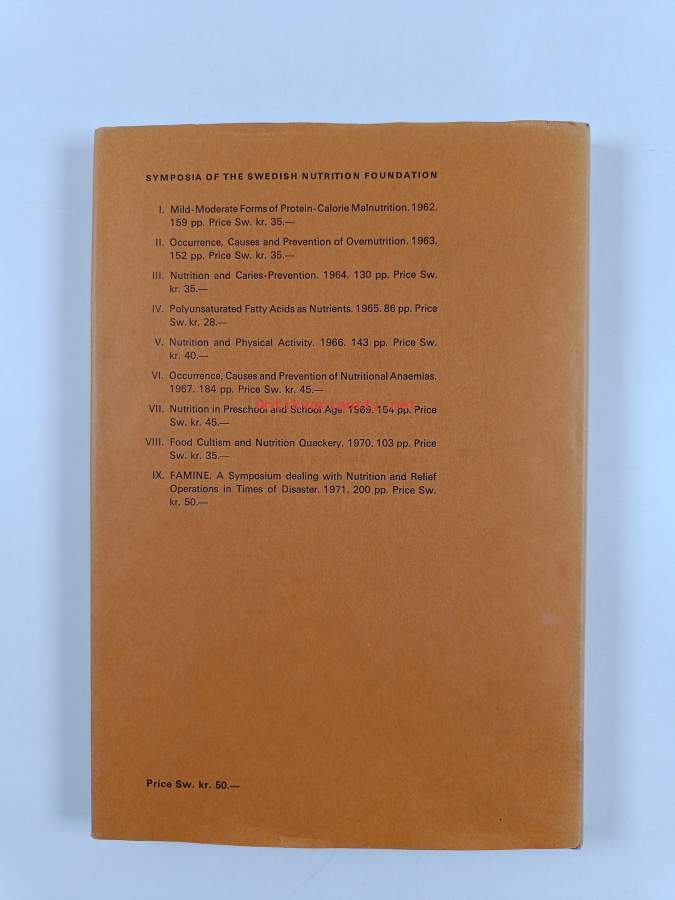 SYMPOSIA OF THE SWEDISH NUTRITION FOUNDATION
I. Mild-Moderate Forms of Protein-Calorie Malnutrition. 1962.
159 pp. Price Sw. kr. 35.—
II. Occurrence, Causes and Prevention of Overnutrition. 1963.
152 pp. Price Sw. kr. 35.—
III. Nutrition and Caries-Prevention. 1964. 130 pp. Price Sw.
kr. 35.—
IV. Polyunsaturated Fatty Acids as Nutrients. 1965. 86 pp. Price
Sw. kr. 28.—
V. Nutrition and Physical Activity. 1966. 143 pp. Price Sw.
kr. 40.—
VI. Occurrence, Causes and Prevention of Nutritional Anaemias.
1967. 184 pp. Price Sw. kr. 45.—
VII. Nutrition in Preschool and School Age. 1969. 154 pp. Price
Sw. kr. 45.—
VIII. Food Cultism and Nutrition Quackery. 1970. 103 pp. Price
Sw. kr. 35.—
IX. FAMINE. A Symposium dealing with Nutrition and Relief
Operations in Times of Disaster. 1971. 200 pp. Price Sw.
kr. 50.—
Price Sw. kr. 50.—